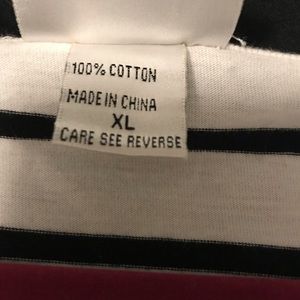 100% COTTON
MADE IN CHINA
XL
CARE SEE REVERSE